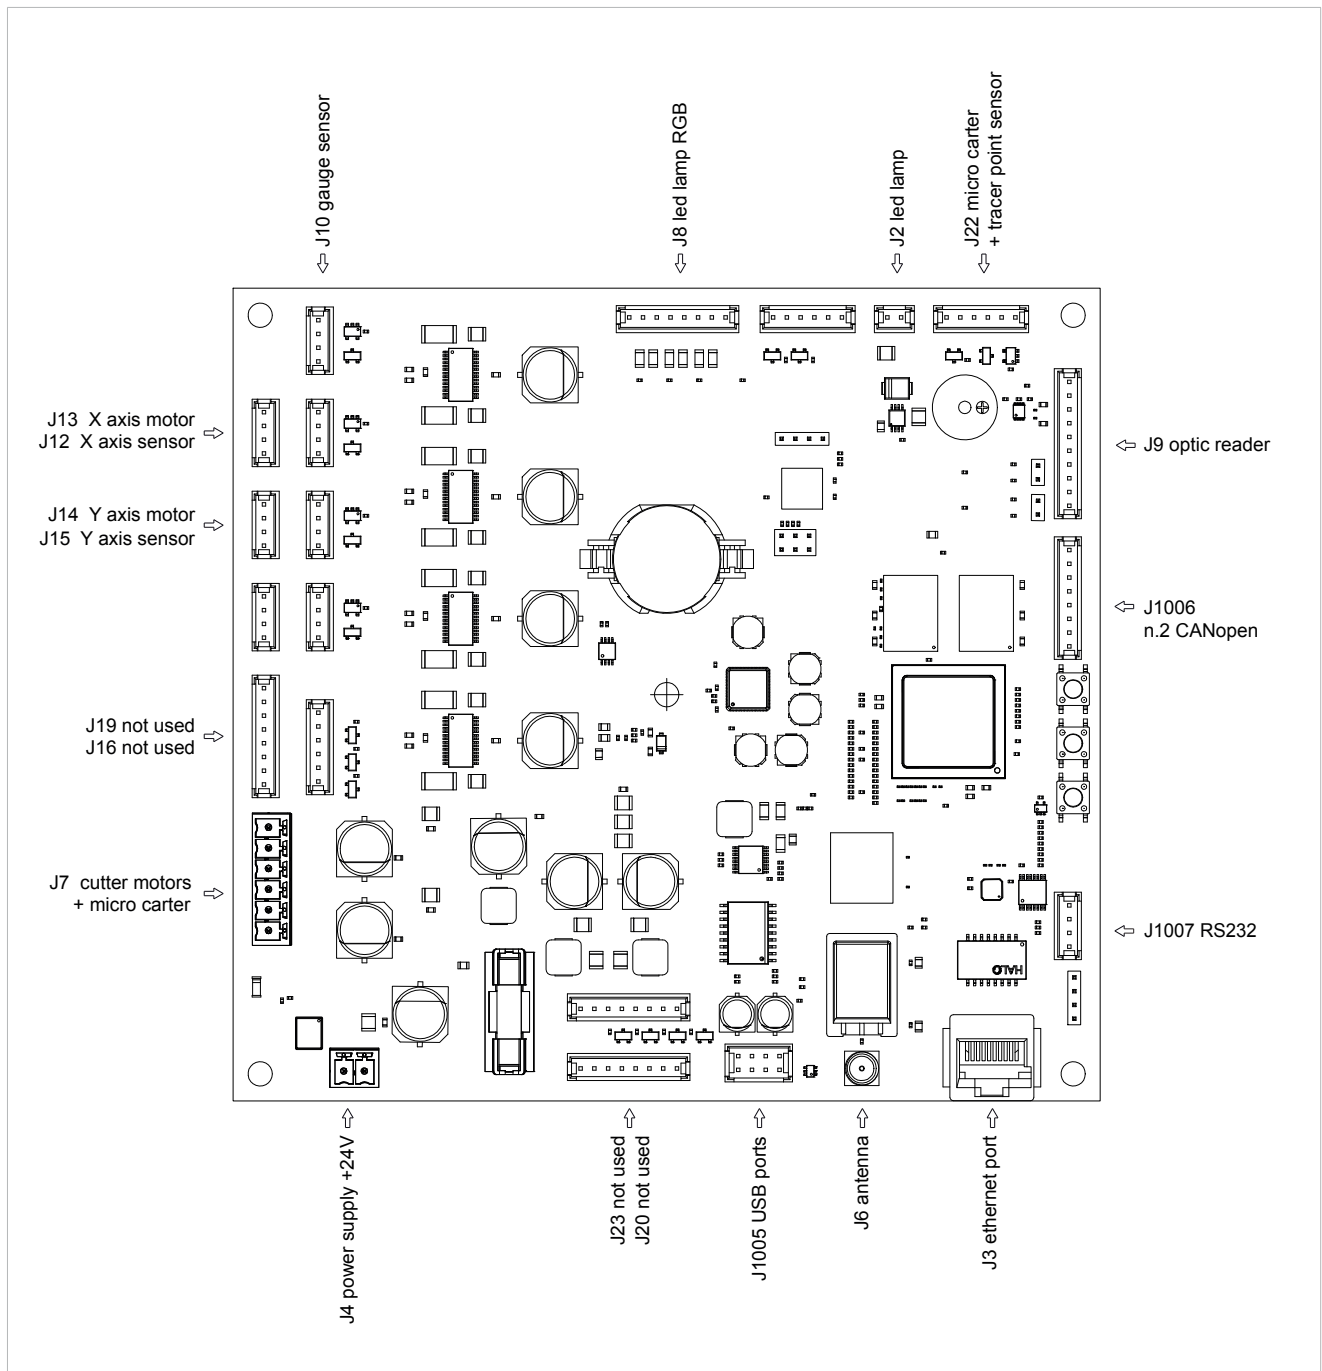 J10 gauge sensor
J8 led lamp RGB
J2 led lamp
J22 micro carter
+ tracer point sensor
J13 X axis motor
J12 X axis sensor
J9 optic reader
J14 Y axis motor
J15 Y axis sensor
J1006
n.2 CANopen
J19 not used
J16 not used
J7 cutter motors
+ micro carter
J1007 RS232
HALO
J4 power supply +24V
J23 not used
J20 not used
J1005 USB ports
J6 antenna
J3 ethernet port